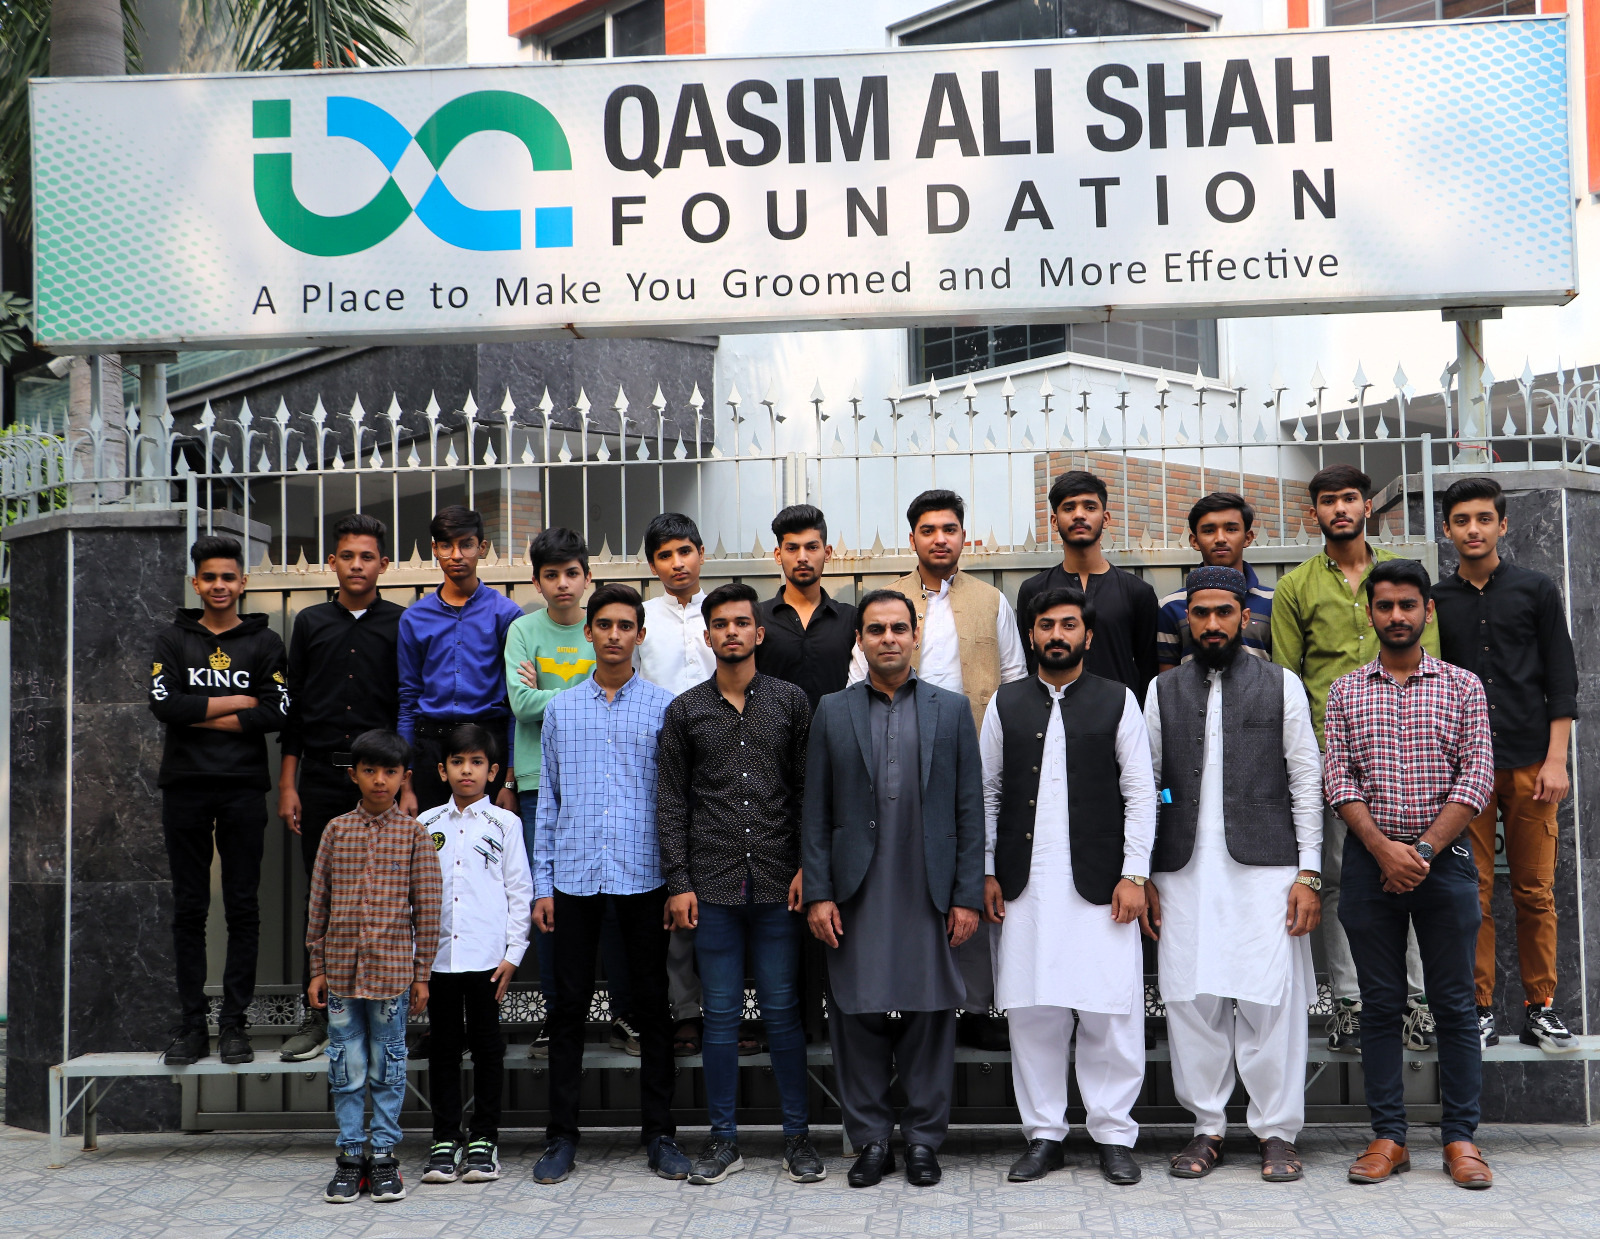 QASIM ALI SHAH
FOUNDATION
A Place to Make You Groomed and More Effective
KING